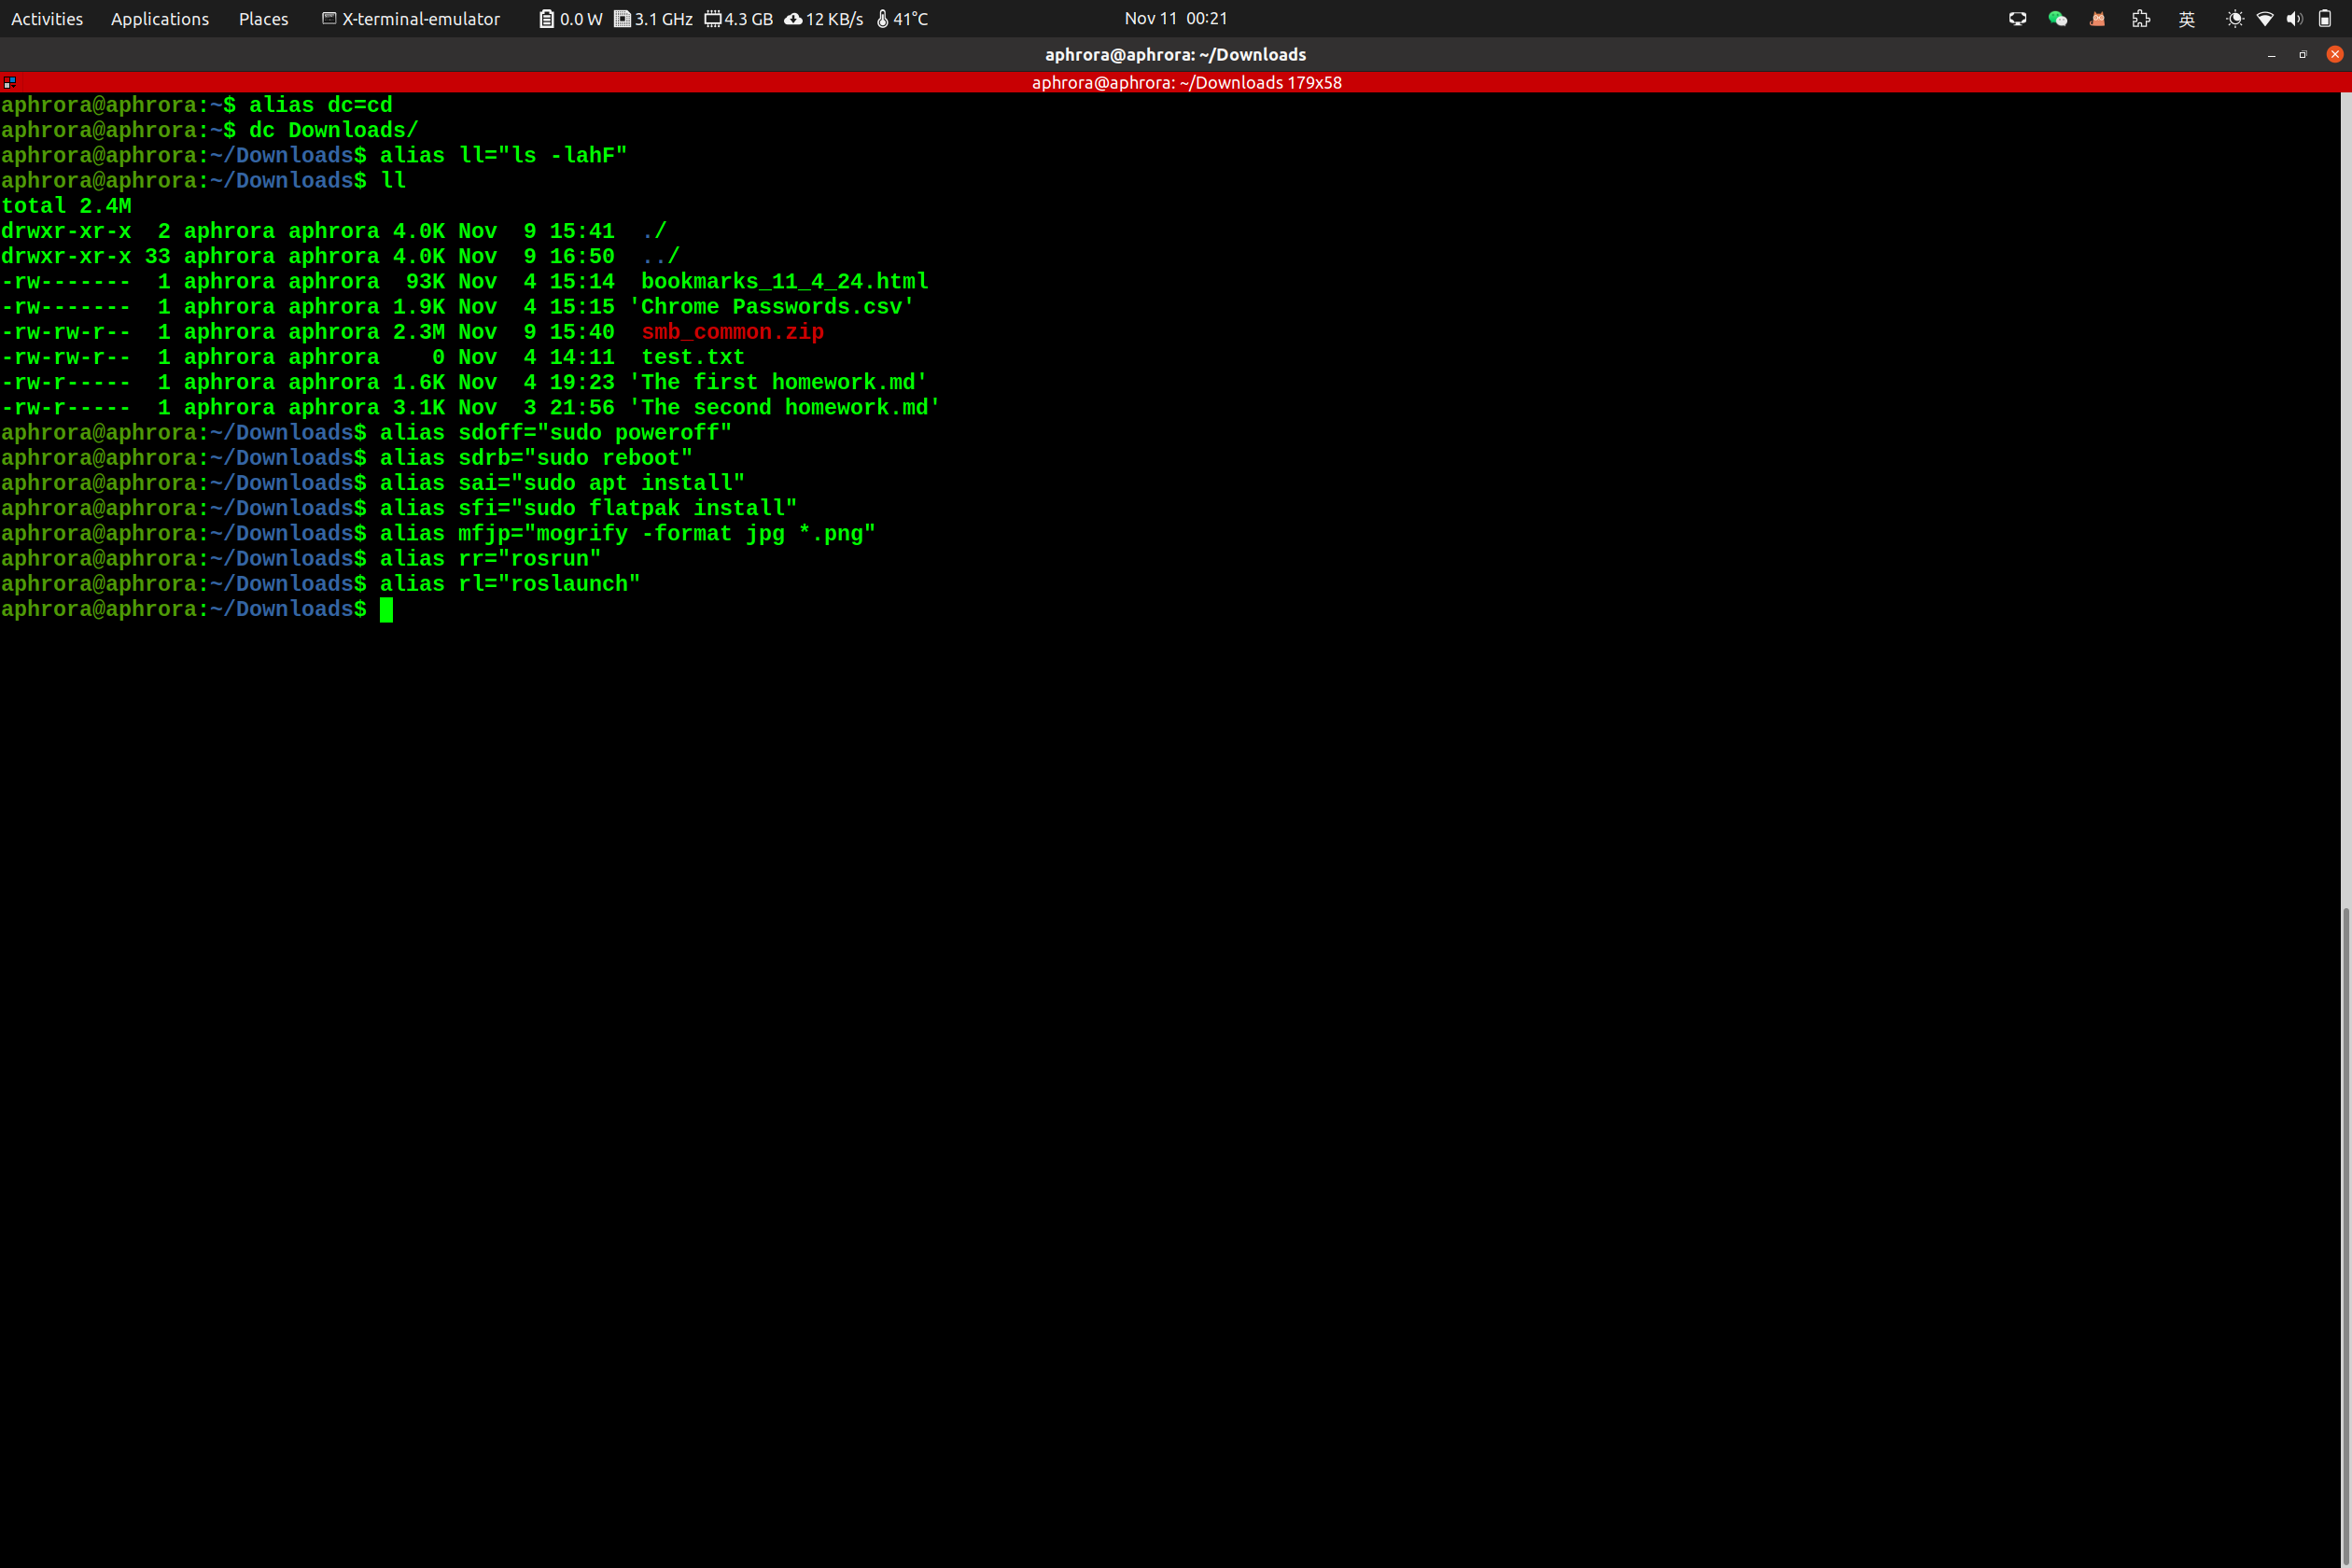 Activities Applications Places X-terminal-emulator 0.0 W 3.1 GHz 4.3 GB 12 KB/s 41°C Nov 11 00:21 英
aphrora@aphrora: ~/Downloads
aphrora@aphrora: ~/Downloads 179x58
aphrora@aphrora:~$ alias dc=cd
aphrora@aphrora:~$ dc Downloads/
aphrora@aphrora:~/Downloads$ alias ll="ls -lahF"
aphrora@aphrora:~/Downloads$ ll
total 2.4M
drwxr-xr-x  2 aphrora aphrora 4.0K Nov  9 15:41  ./
drwxr-xr-x 33 aphrora aphrora 4.0K Nov  9 16:50  ../
-rw-------  1 aphrora aphrora  93K Nov  4 15:14  bookmarks_11_4_24.html
-rw-------  1 aphrora aphrora 1.9K Nov  4 15:15 'Chrome Passwords.csv'
-rw-rw-r--  1 aphrora aphrora 2.3M Nov  9 15:40  smb_common.zip
-rw-rw-r--  1 aphrora aphrora    0 Nov  4 14:11  test.txt
-rw-r-----  1 aphrora aphrora 1.6K Nov  4 19:23 'The first homework.md'
-rw-r-----  1 aphrora aphrora 3.1K Nov  3 21:56 'The second homework.md'
aphrora@aphrora:~/Downloads$ alias sdoff="sudo poweroff"
aphrora@aphrora:~/Downloads$ alias sdrb="sudo reboot"
aphrora@aphrora:~/Downloads$ alias sai="sudo apt install"
aphrora@aphrora:~/Downloads$ alias sfi="sudo flatpak install"
aphrora@aphrora:~/Downloads$ alias mfjp="mogrify -format jpg *.png"
aphrora@aphrora:~/Downloads$ alias rr="rosrun"
aphrora@aphrora:~/Downloads$ alias rl="roslaunch"
aphrora@aphrora:~/Downloads$